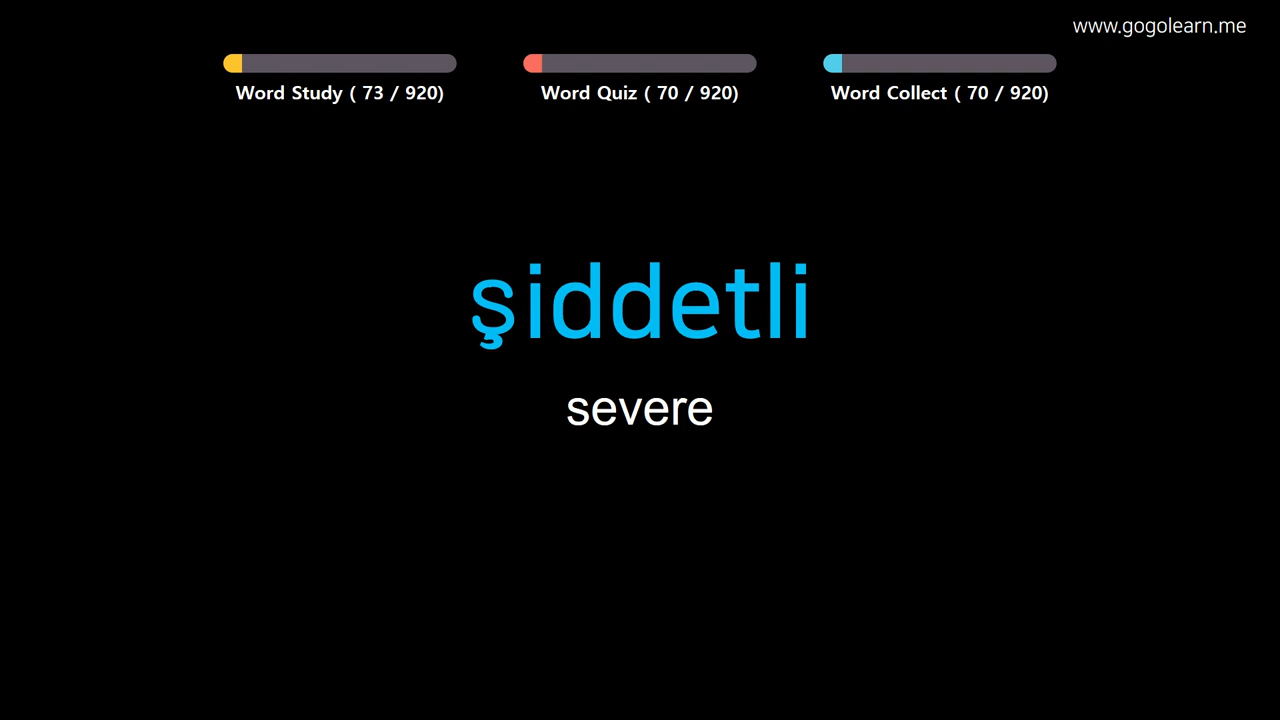 www.gogolearn.me
Word Study ( 73 / 920)
Word Quiz ( 70 / 920)
Word Collect ( 70 / 920)
şiddetli
severe